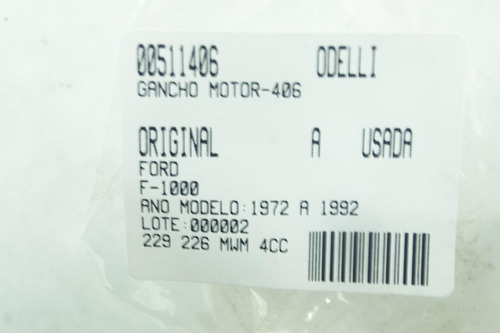 00511406 ODELLI
GANCHO MOTOR-406
ORIGINAL A USADA
FORD
F-1000
ANO MODELO:1972 A 1992
LOTE:000002
229 226 MWM 4CC